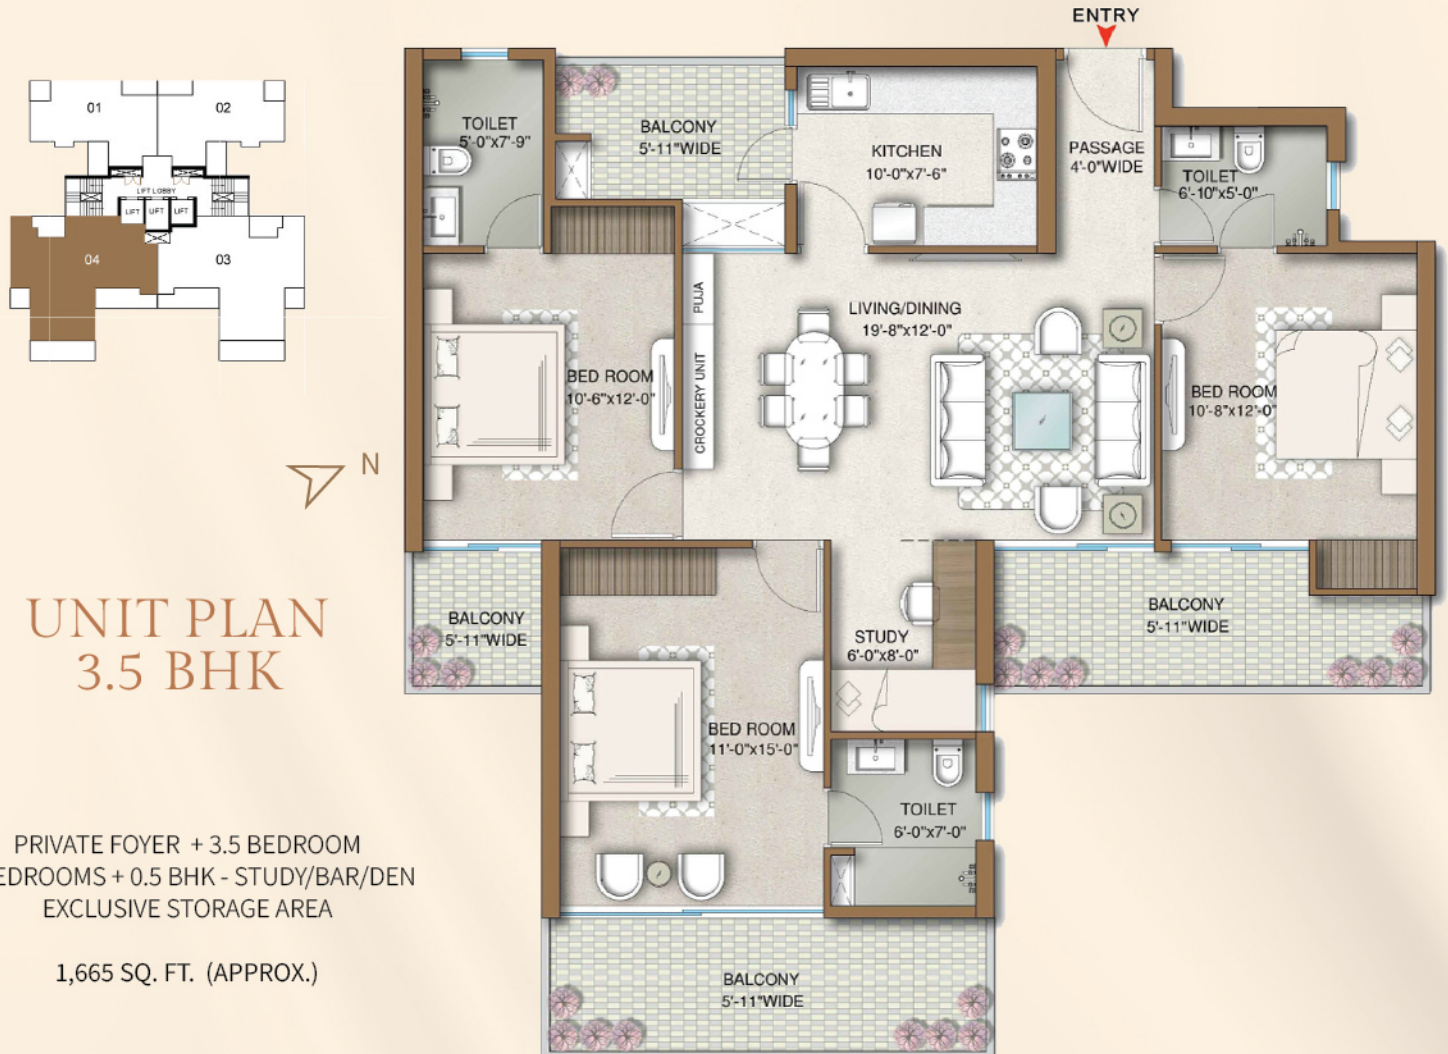 ENTRY
01
02
LIFT LOBBY
LIFT
LIFT
LIFT
04
03
N
UNIT PLAN
3.5 BHK
PRIVATE FOYER + 3.5 BEDROOM
EDROOMS + 0.5 BHK - STUDY/BAR/DEN
EXCLUSIVE STORAGE AREA
1,665 SQ. FT. (APPROX.)
TOILET
5'-0"x7'-9"
BALCONY
5'-11"WIDE
KITCHEN
10'-0"x7'-6"
PASSAGE
4'-0"WIDE
TOILET
6'-10"x5'-0"
PUJA
CROCKERY UNIT
LIVING/DINING
19'-8"x12'-0"
BED ROOM
10'-6"x12'-0"
BED ROOM
10'-8"x12'-0"
BALCONY
5'-11"WIDE
STUDY
6'-0"x8'-0"
BALCONY
5'-11"WIDE
BED ROOM
11'-0"x15'-0"
TOILET
6'-0"x7'-0"
BALCONY
5'-11"WIDE